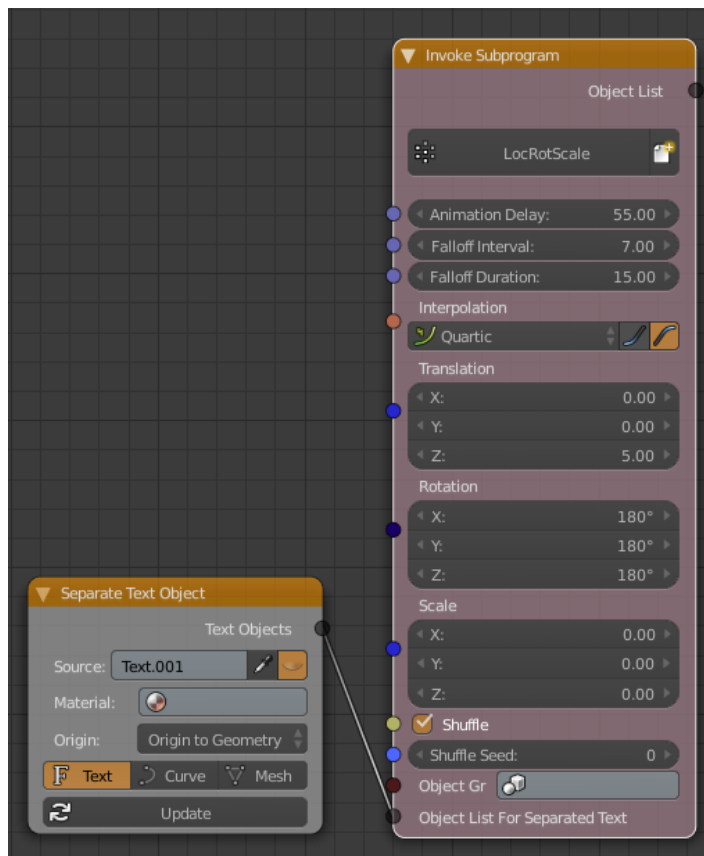 Invoke Subprogram
Object List
LocRotScale
Animation Delay: 55.00
Falloff Interval: 7.00
Falloff Duration: 15.00
Interpolation
Quartic
Translation
X: 0.00
Y: 0.00
Z: 5.00
Rotation
X: 180°
Y: 180°
Z: 180°
Scale
X: 0.00
Y: 0.00
Z: 0.00
Shuffle
Shuffle Seed: 0
Object Gr
Object List For Separated Text
Separate Text Object
Text Objects
Source: Text.001
Material:
Origin: Origin to Geometry
F Text Curve Mesh
Update